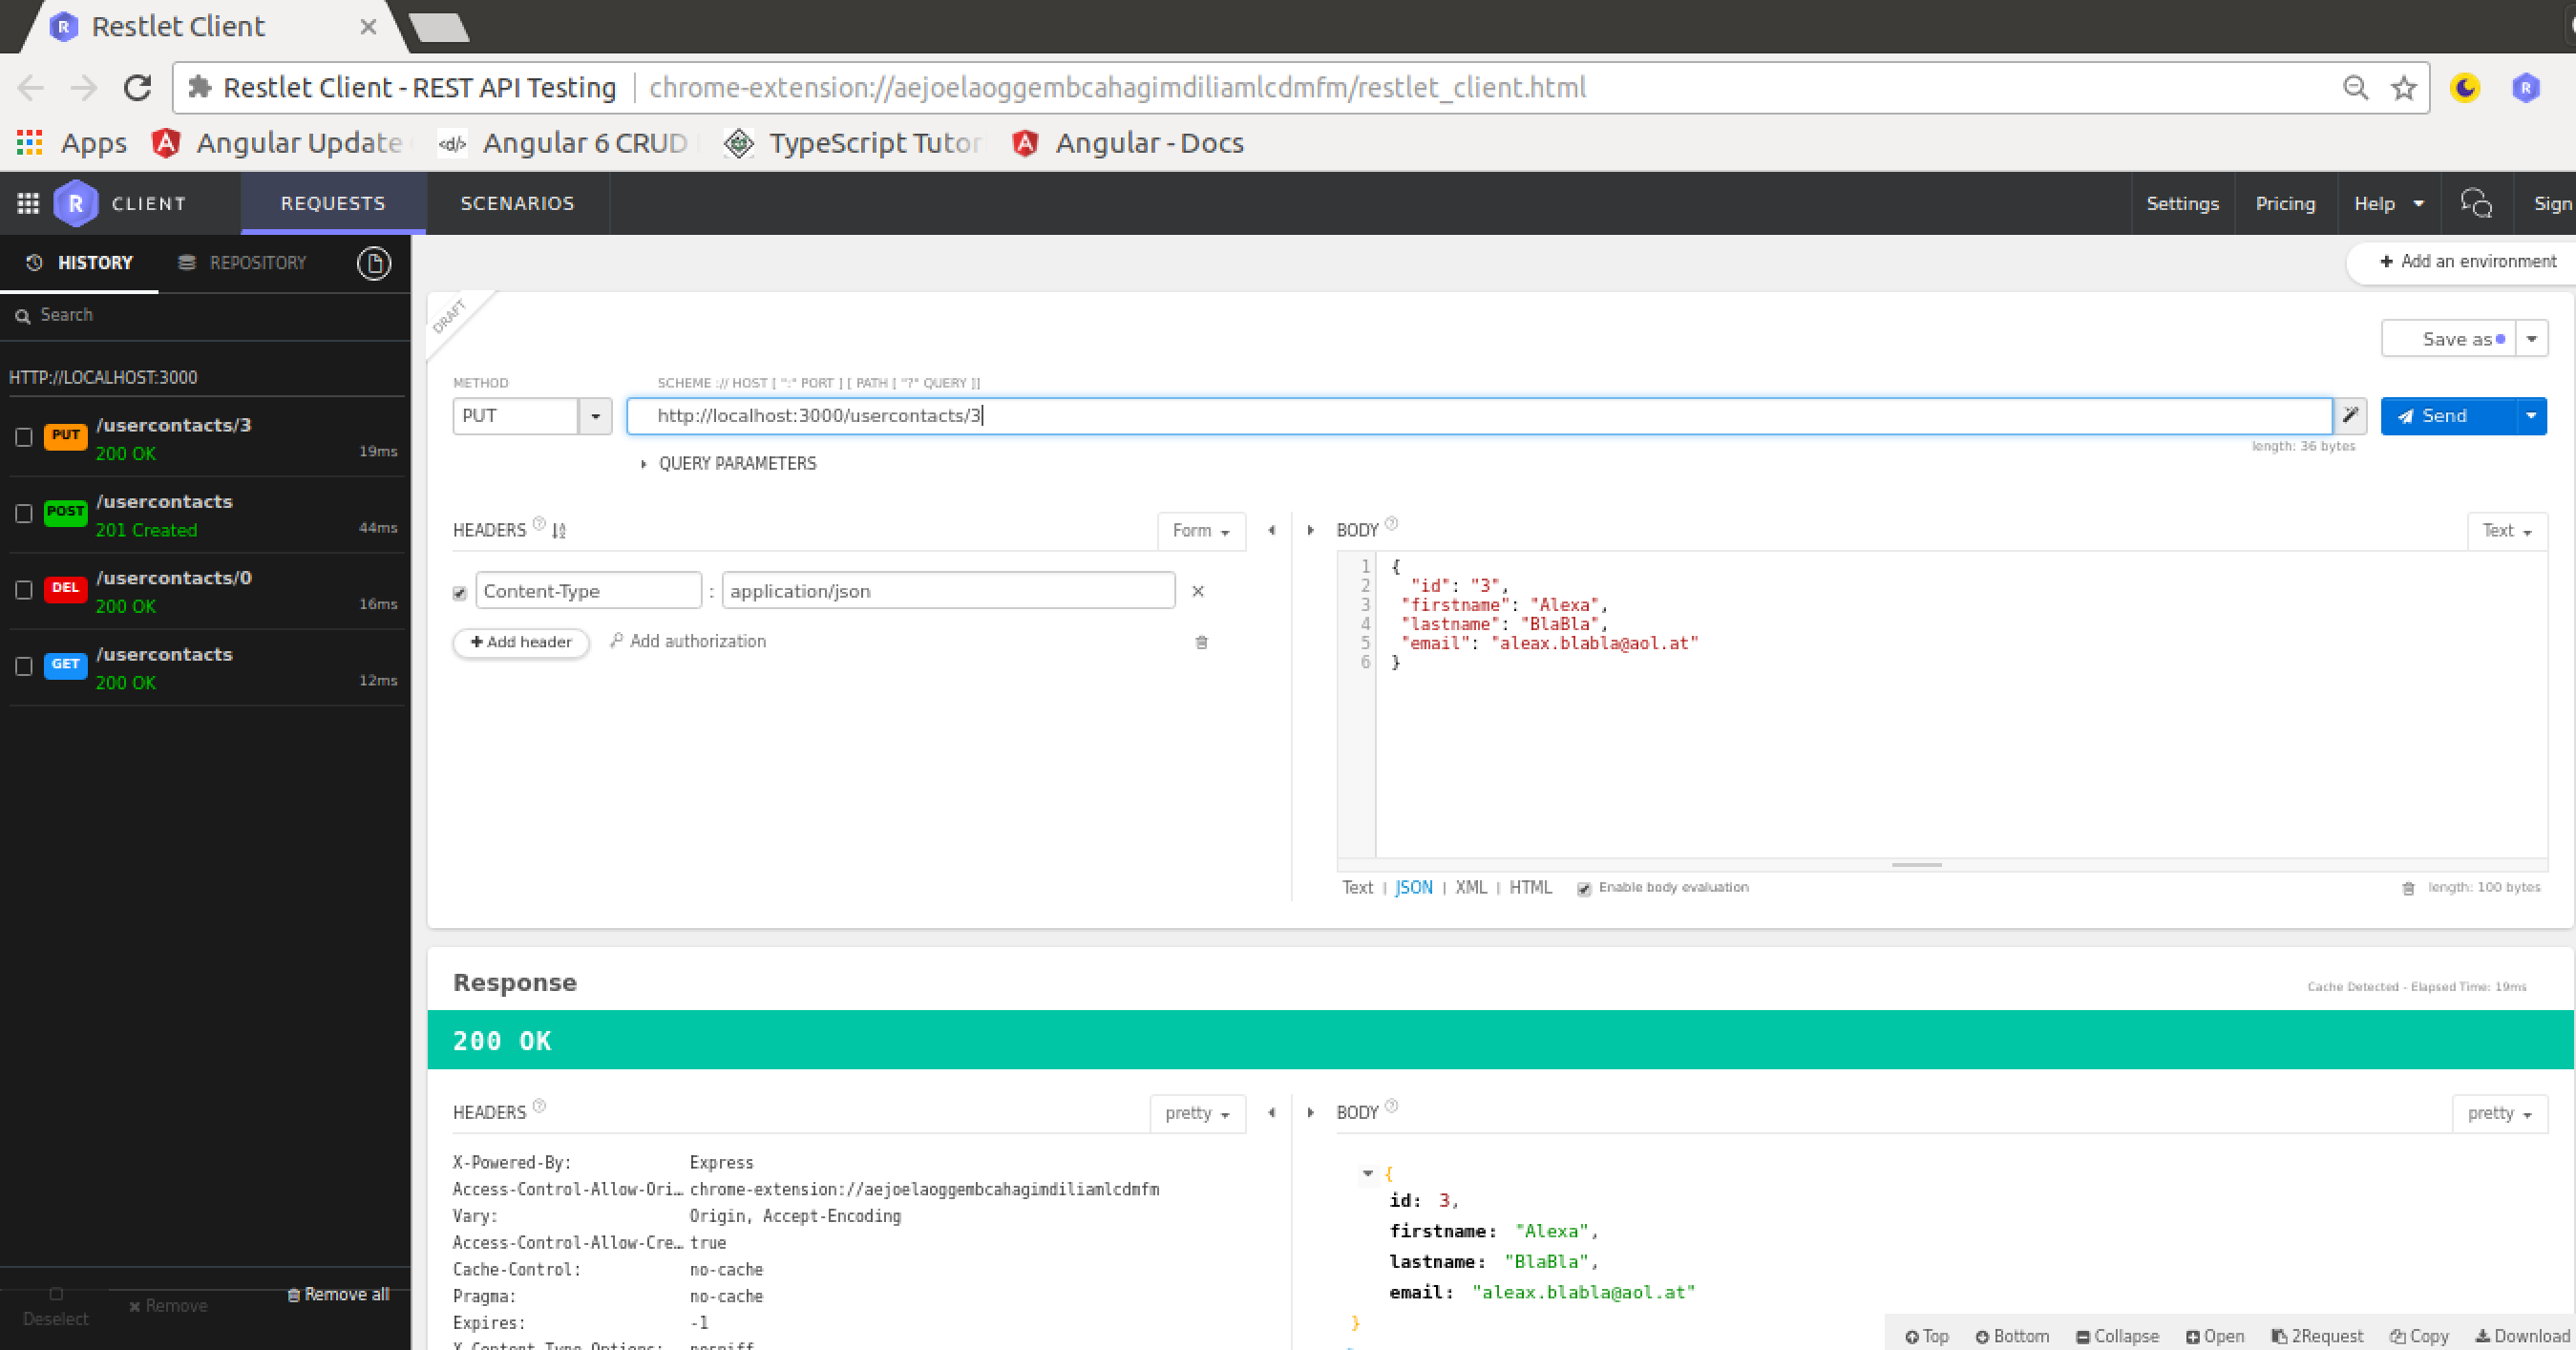 Restlet Client
Restlet Client - REST API Testing chrome-extension://aejoelaoggembcahagimdiliamlcdmfm/restlet_client.html
Apps Angular Update </d> Angular 6 CRUD TypeScript Tutor Angular - Docs
R CLIENT REQUESTS SCENARIOS Settings Pricing Help Sign
HISTORY REPOSITORY
Add an environment
Search
DRAFT
Save as
HTTP://LOCALHOST:3000
METHOD SCHEME :// HOST [ ":" PORT ] [ PATH [ "?" QUERY ]]
PUT http://localhost:3000/usercontacts/3 Send
length: 36 bytes
QUERY PARAMETERS
PUT /usercontacts/3
200 OK 19ms
POST /usercontacts
201 Created 44ms
DEL /usercontacts/0
200 OK 16ms
GET /usercontacts
200 OK 12ms
HEADERS Form
Content-Type : application/json
Add header Add authorization
BODY Text
1 {
2 "id": "3",
3 "firstname": "Alexa",
4 "lastname": "BlaBla",
5 "email": "aleax.blabla@aol.at"
6 }
Text | JSON | XML | HTML Enable body evaluation length: 100 bytes
Response Cache Detected - Elapsed Time: 19ms
200 OK
HEADERS pretty
X-Powered-By: Express
Access-Control-Allow-Ori… chrome-extension://aejoelaoggembcahagimdiliamlcdmfm
Vary: Origin, Accept-Encoding
Access-Control-Allow-Cre… true
Cache-Control: no-cache
Pragma: no-cache
Expires: -1
X-Content-Type-Options: nosniff
BODY pretty
{
id: 3,
firstname: "Alexa",
lastname: "BlaBla",
email: "aleax.blabla@aol.at"
}
Deselect Remove Remove all
Top Bottom Collapse Open 2Request Copy Download